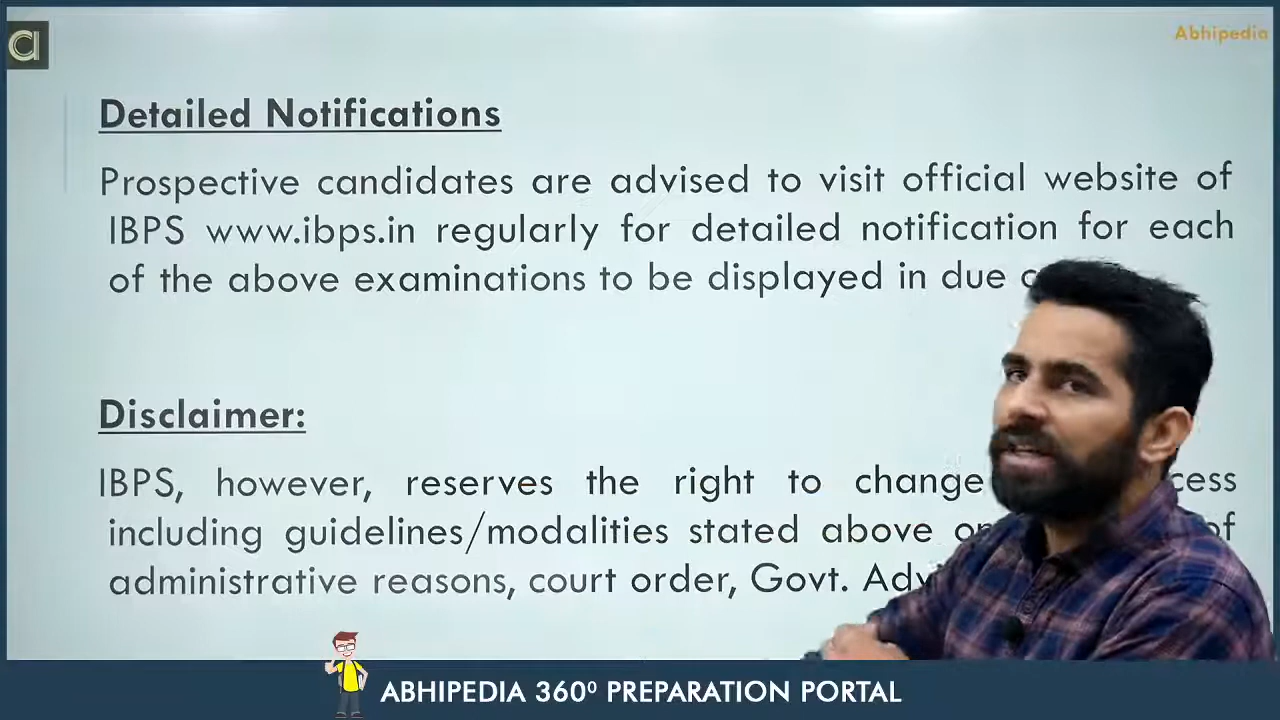 a
Abhipedia
Detailed Notifications
Prospective candidates are advised to visit official website of
IBPS www.ibps.in regularly for detailed notification for each
of the above examinations to be displayed in due
Disclaimer:
IBPS, however, reserves the right to change
including guidelines/modalities stated above
of
administrative reasons, court order, Govt.
ABHIPEDIA 360⁰ PREPARATION PORTAL